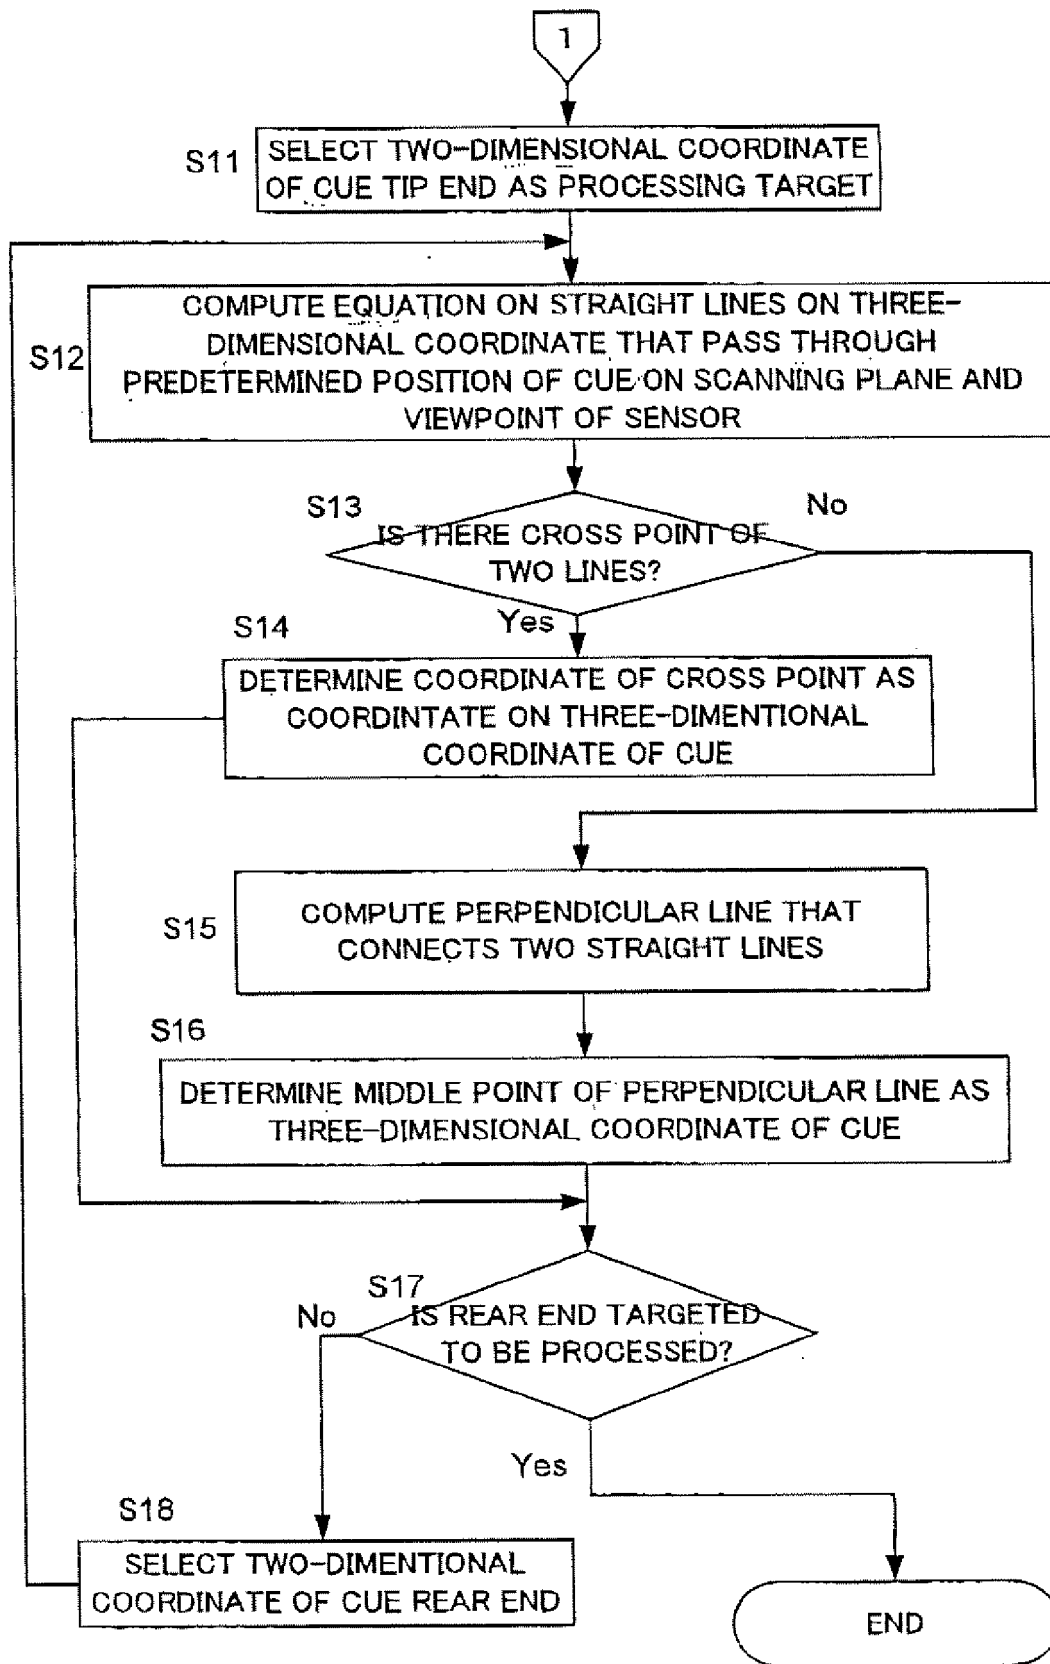 1
S11
SELECT TWO-DIMENSIONAL COORDINATE
OF CUE TIP END AS PROCESSING TARGET
S12
COMPUTE EQUATION ON STRAIGHT LINES ON THREE-
DIMENSIONAL COORDINATE THAT PASS THROUGH
PREDETERMINED POSITION OF CUE ON SCANNING PLANE AND
VIEWPOINT OF SENSOR
S13
No
IS THERE CROSS POINT OF
TWO LINES?
Yes
S14
DETERMINE COORDINATE OF CROSS POINT AS
COORDINTATE ON THREE-DIMENTIONAL
COORDINATE OF CUE
S15
COMPUTE PERPENDICULAR LINE THAT
CONNECTS TWO STRAIGHT LINES
S16
DETERMINE MIDDLE POINT OF PERPENDICULAR LINE AS
THREE-DIMENSIONAL COORDINATE OF CUE
S17
No
IS REAR END TARGETED
TO BE PROCESSED?
Yes
S18
SELECT TWO-DIMENTIONAL
COORDINATE OF CUE REAR END
END